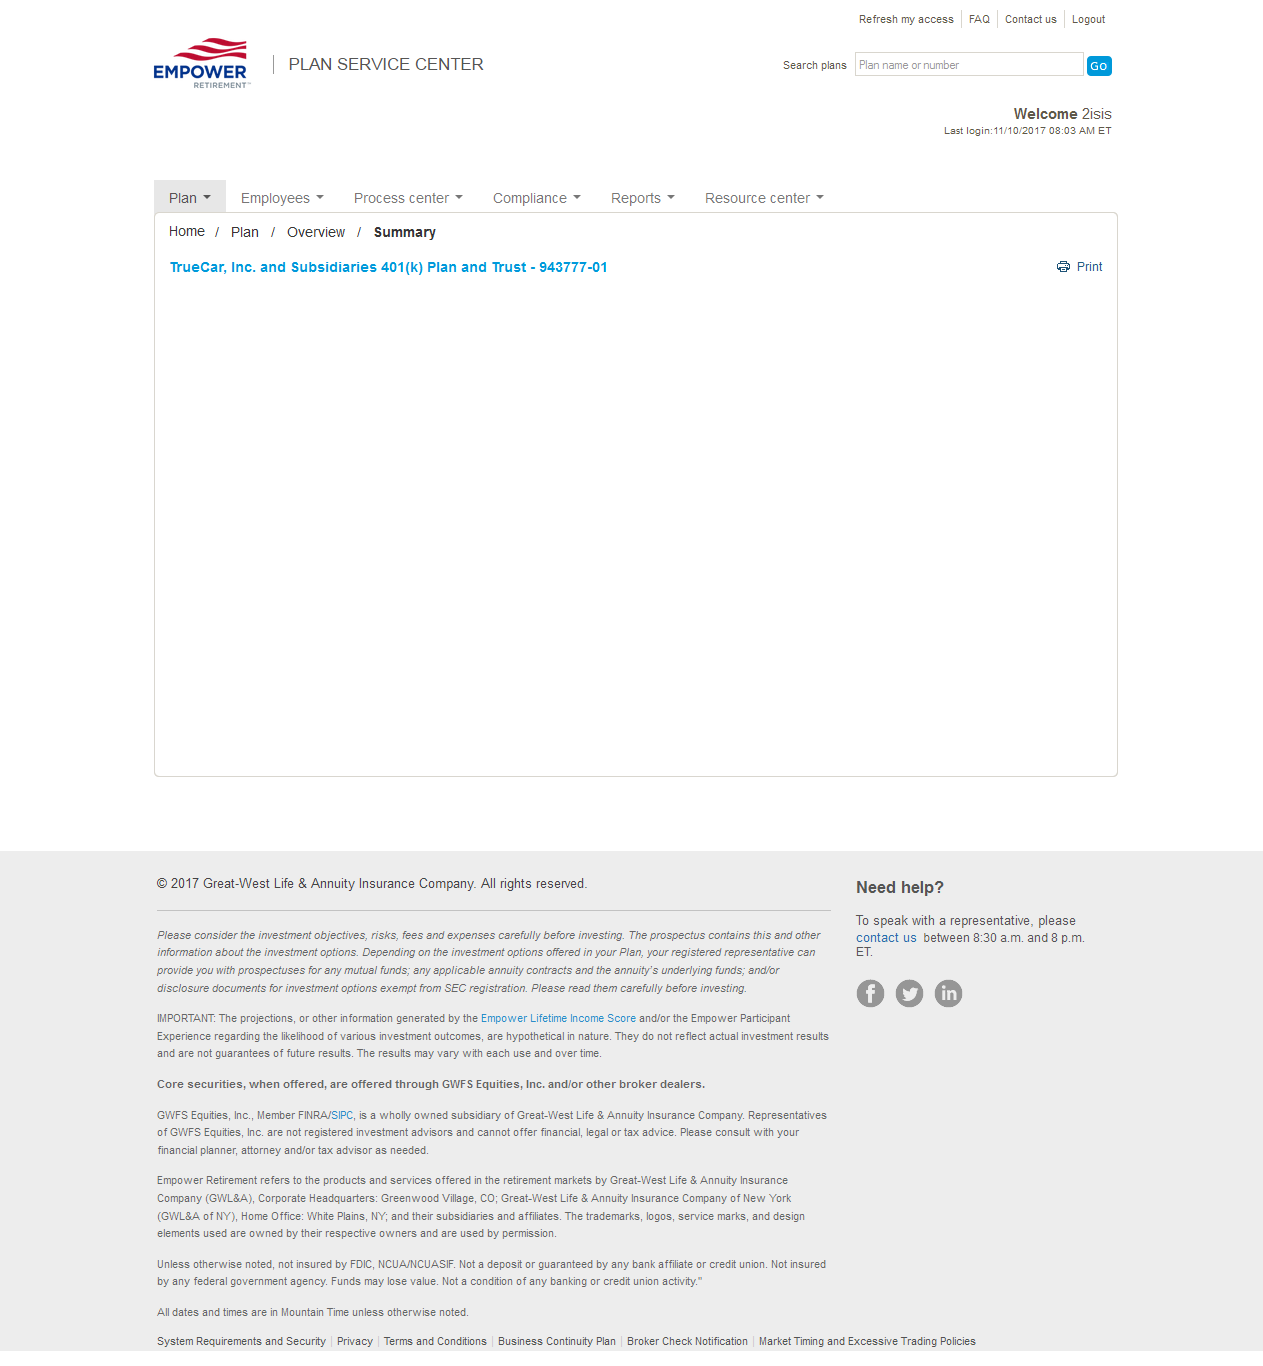 Refresh my access FAQ Contact us Logout
EMPOWER
RETIREMENT™
PLAN SERVICE CENTER
Search plans Plan name or number Go
Welcome 2isis
Last login:11/10/2017 08:03 AM ET
Plan Employees Process center Compliance Reports Resource center
Home / Plan / Overview / Summary
TrueCar, Inc. and Subsidiaries 401(k) Plan and Trust - 943777-01
Print
© 2017 Great-West Life & Annuity Insurance Company. All rights reserved.
Please consider the investment objectives, risks, fees and expenses carefully before investing. The prospectus contains this and other
information about the investment options. Depending on the investment options offered in your Plan, your registered representative can
provide you with prospectuses for any mutual funds; any applicable annuity contracts and the annuity's underlying funds; and/or
disclosure documents for investment options exempt from SEC registration. Please read them carefully before investing.
IMPORTANT: The projections, or other information generated by the Empower Lifetime Income Score and/or the Empower Participant
Experience regarding the likelihood of various investment outcomes, are hypothetical in nature. They do not reflect actual investment results
and are not guarantees of future results. The results may vary with each use and over time.
Core securities, when offered, are offered through GWFS Equities, Inc. and/or other broker dealers.
GWFS Equities, Inc., Member FINRA/SIPC, is a wholly owned subsidiary of Great-West Life & Annuity Insurance Company. Representatives
of GWFS Equities, Inc. are not registered investment advisors and cannot offer financial, legal or tax advice. Please consult with your
financial planner, attorney and/or tax advisor as needed.
Empower Retirement refers to the products and services offered in the retirement markets by Great-West Life & Annuity Insurance
Company (GWL&A), Corporate Headquarters: Greenwood Village, CO; Great-West Life & Annuity Insurance Company of New York
(GWL&A of NY), Home Office: White Plains, NY; and their subsidiaries and affiliates. The trademarks, logos, service marks, and design
elements used are owned by their respective owners and are used by permission.
Unless otherwise noted, not insured by FDIC, NCUA/NCUASIF. Not a deposit or guaranteed by any bank affiliate or credit union. Not insured
by any federal government agency. Funds may lose value. Not a condition of any banking or credit union activity."
All dates and times are in Mountain Time unless otherwise noted.
System Requirements and Security Privacy Terms and Conditions Business Continuity Plan Broker Check Notification Market Timing and Excessive Trading Policies
Need help?
To speak with a representative, please
contact us between 8:30 a.m. and 8 p.m.
ET.